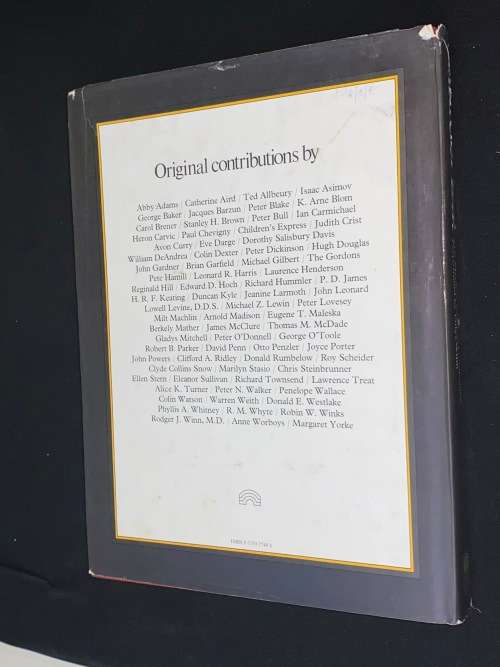 Original contributions by
Abby Adams / Catherine Aird / Ted Allbeury / Isaac Asimov
George Baker / Jacques Barzun / Peter Blake / K. Arne Blom
Carol Brener / Stanley H. Brown / Peter Bull / Ian Carmichael
Heron Carvic / Paul Chevigny / Children's Express / Judith Crist
Avon Curry / Eve Darge / Dorothy Salisbury Davis
William DeAndrea / Colin Dexter / Peter Dickinson / Hugh Douglas
John Gardner / Brian Garfield / Michael Gilbert / The Gordons
Pete Hamill / Leonard R. Harris / Laurence Henderson
Reginald Hill / Edward D. Hoch / Richard Hummler / P. D. James
H. R. F. Keating / Duncan Kyle / Jeanine Larmoth / John Leonard
Lowell Levine, D.D.S. / Michael Z. Lewin / Peter Lovesey
Milt Machlin / Arnold Madison / Eugene T. Maleska
Berkely Mather / James McClure / Thomas M. McDade
Gladys Mitchell / Peter O'Donnell / George O'Toole
Robert B. Parker / David Penn / Otto Penzler / Joyce Porter
John Powers / Clifford A. Ridley / Donald Rumbelow / Roy Scheider
Clyde Collins Snow / Marilyn Stasio / Chris Steinbrunner
Ellen Stern / Eleanor Sullivan / Richard Townsend / Lawrence Treat
Alice K. Turner / Peter N. Walker / Penelope Wallace
Colin Watson / Warren Weith / Donald E. Westlake
Phyllis A. Whitney / R. M. Whyte / Robin W. Winks
Rodger J. Winn, M.D. / Anne Worboys / Margaret Yorke